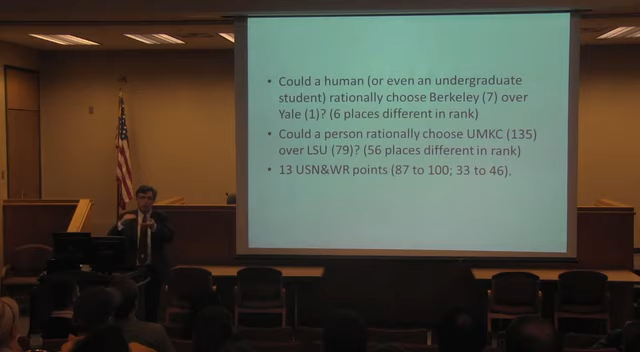 • Could a human (or even an undergraduate
student) rationally choose Berkeley (7) over
Yale (1)? (6 places different in rank)
• Could a person rationally choose UMKC (135)
over LSU (79)? (56 places different in rank)
• 13 USN&WR points (87 to 100; 33 to 46).